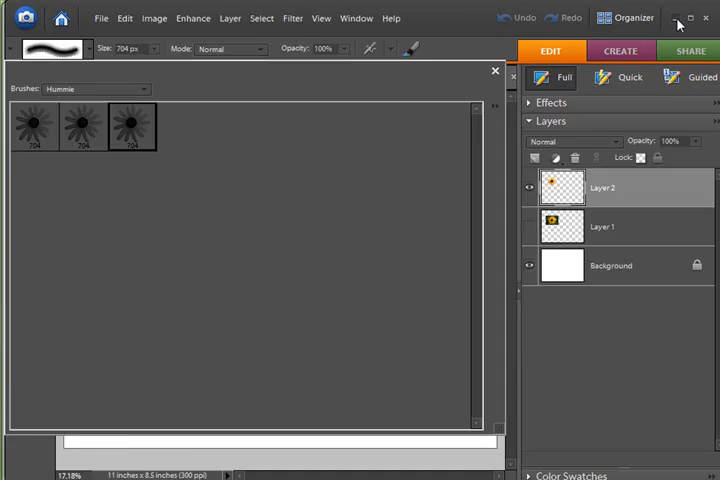 File Edit Image Enhance Layer Select Filter View Window Help Undo Redo Organizer
Size: 704 px Mode: Normal Opacity: 100%
EDIT CREATE SHARE
Full Quick Guided
Brushes: Hummie
704 704 704
Effects
Layers
Normal Opacity: 100%
Lock:
Layer 2
Layer 1
Background
17.18% 11 inches x 8.5 inches (300 ppi)
Color Swatches